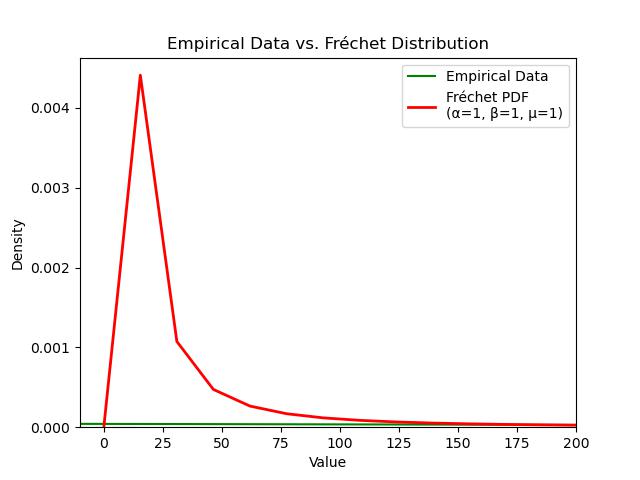 Empirical Data vs. Fréchet Distribution
Empirical Data
Fréchet PDF
(α=1, β=1, μ=1)
Density
0.004
0.003
0.002
0.001
0.000
0 25 50 75 100 125 150 175 200
Value